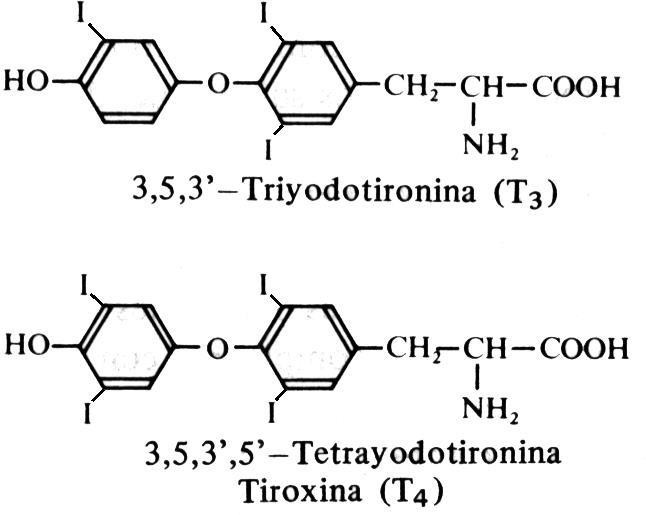 I I
HO O CH₂–CH–COOH
I NH₂
3,5,3'–Triyodotironina (T₃)
I I
HO O CH₂–CH–COOH
I I NH₂
3,5,3',5'–Tetrayodotironina
Tiroxina (T₄)